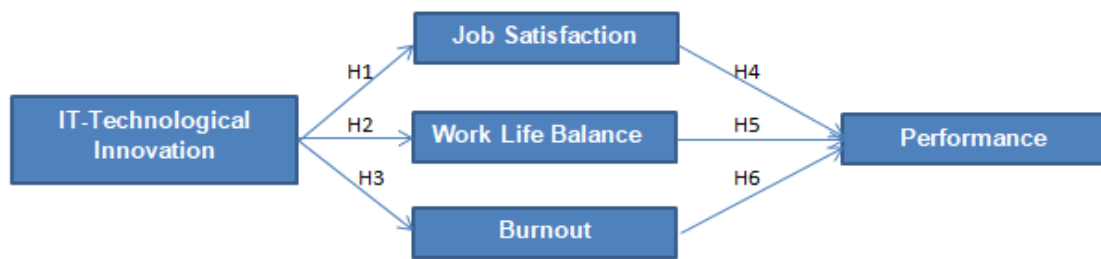 Job Satisfaction
H1
H4
IT-Technological
Innovation
H2
Work Life Balance
H5
Performance
H3
H6
Burnout